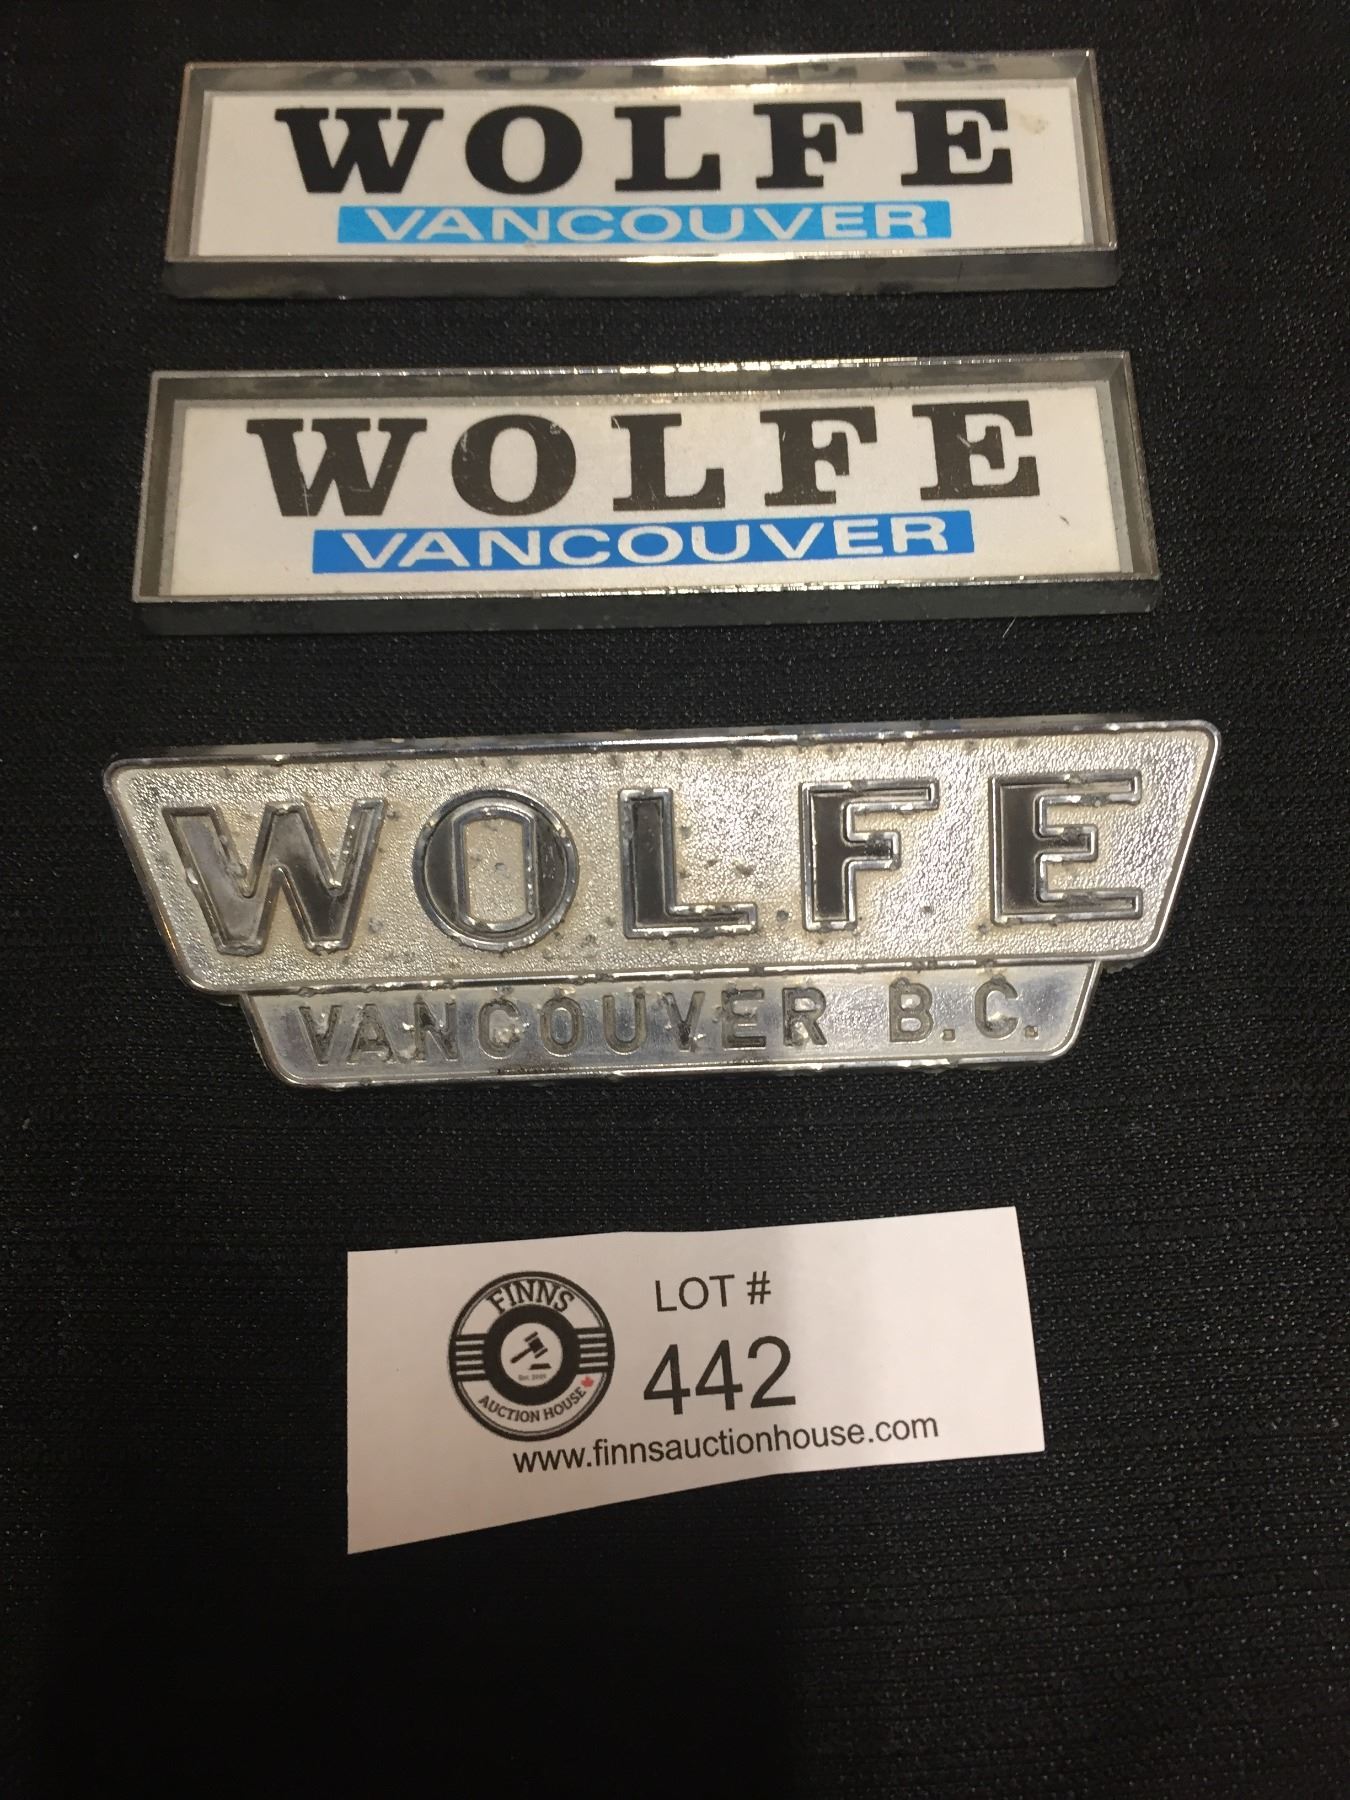 WOLFE
VANCOUVER
WOLFE
VANCOUVER
WOLFE
VANCOUVER B.C.
FINNS
AUCTION HOUSE
LOT #
442
www.finnsauctionhouse.com